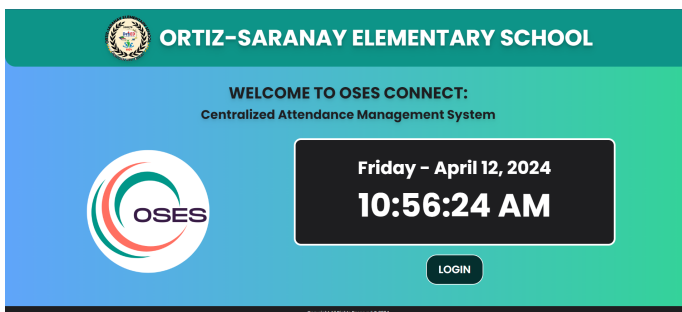 ORTIZ-SARANAY ELEMENTARY SCHOOL
WELCOME TO OSES CONNECT:
Centralized Attendance Management System
OSES
Friday - April 12, 2024
10:56:24 AM
LOGIN